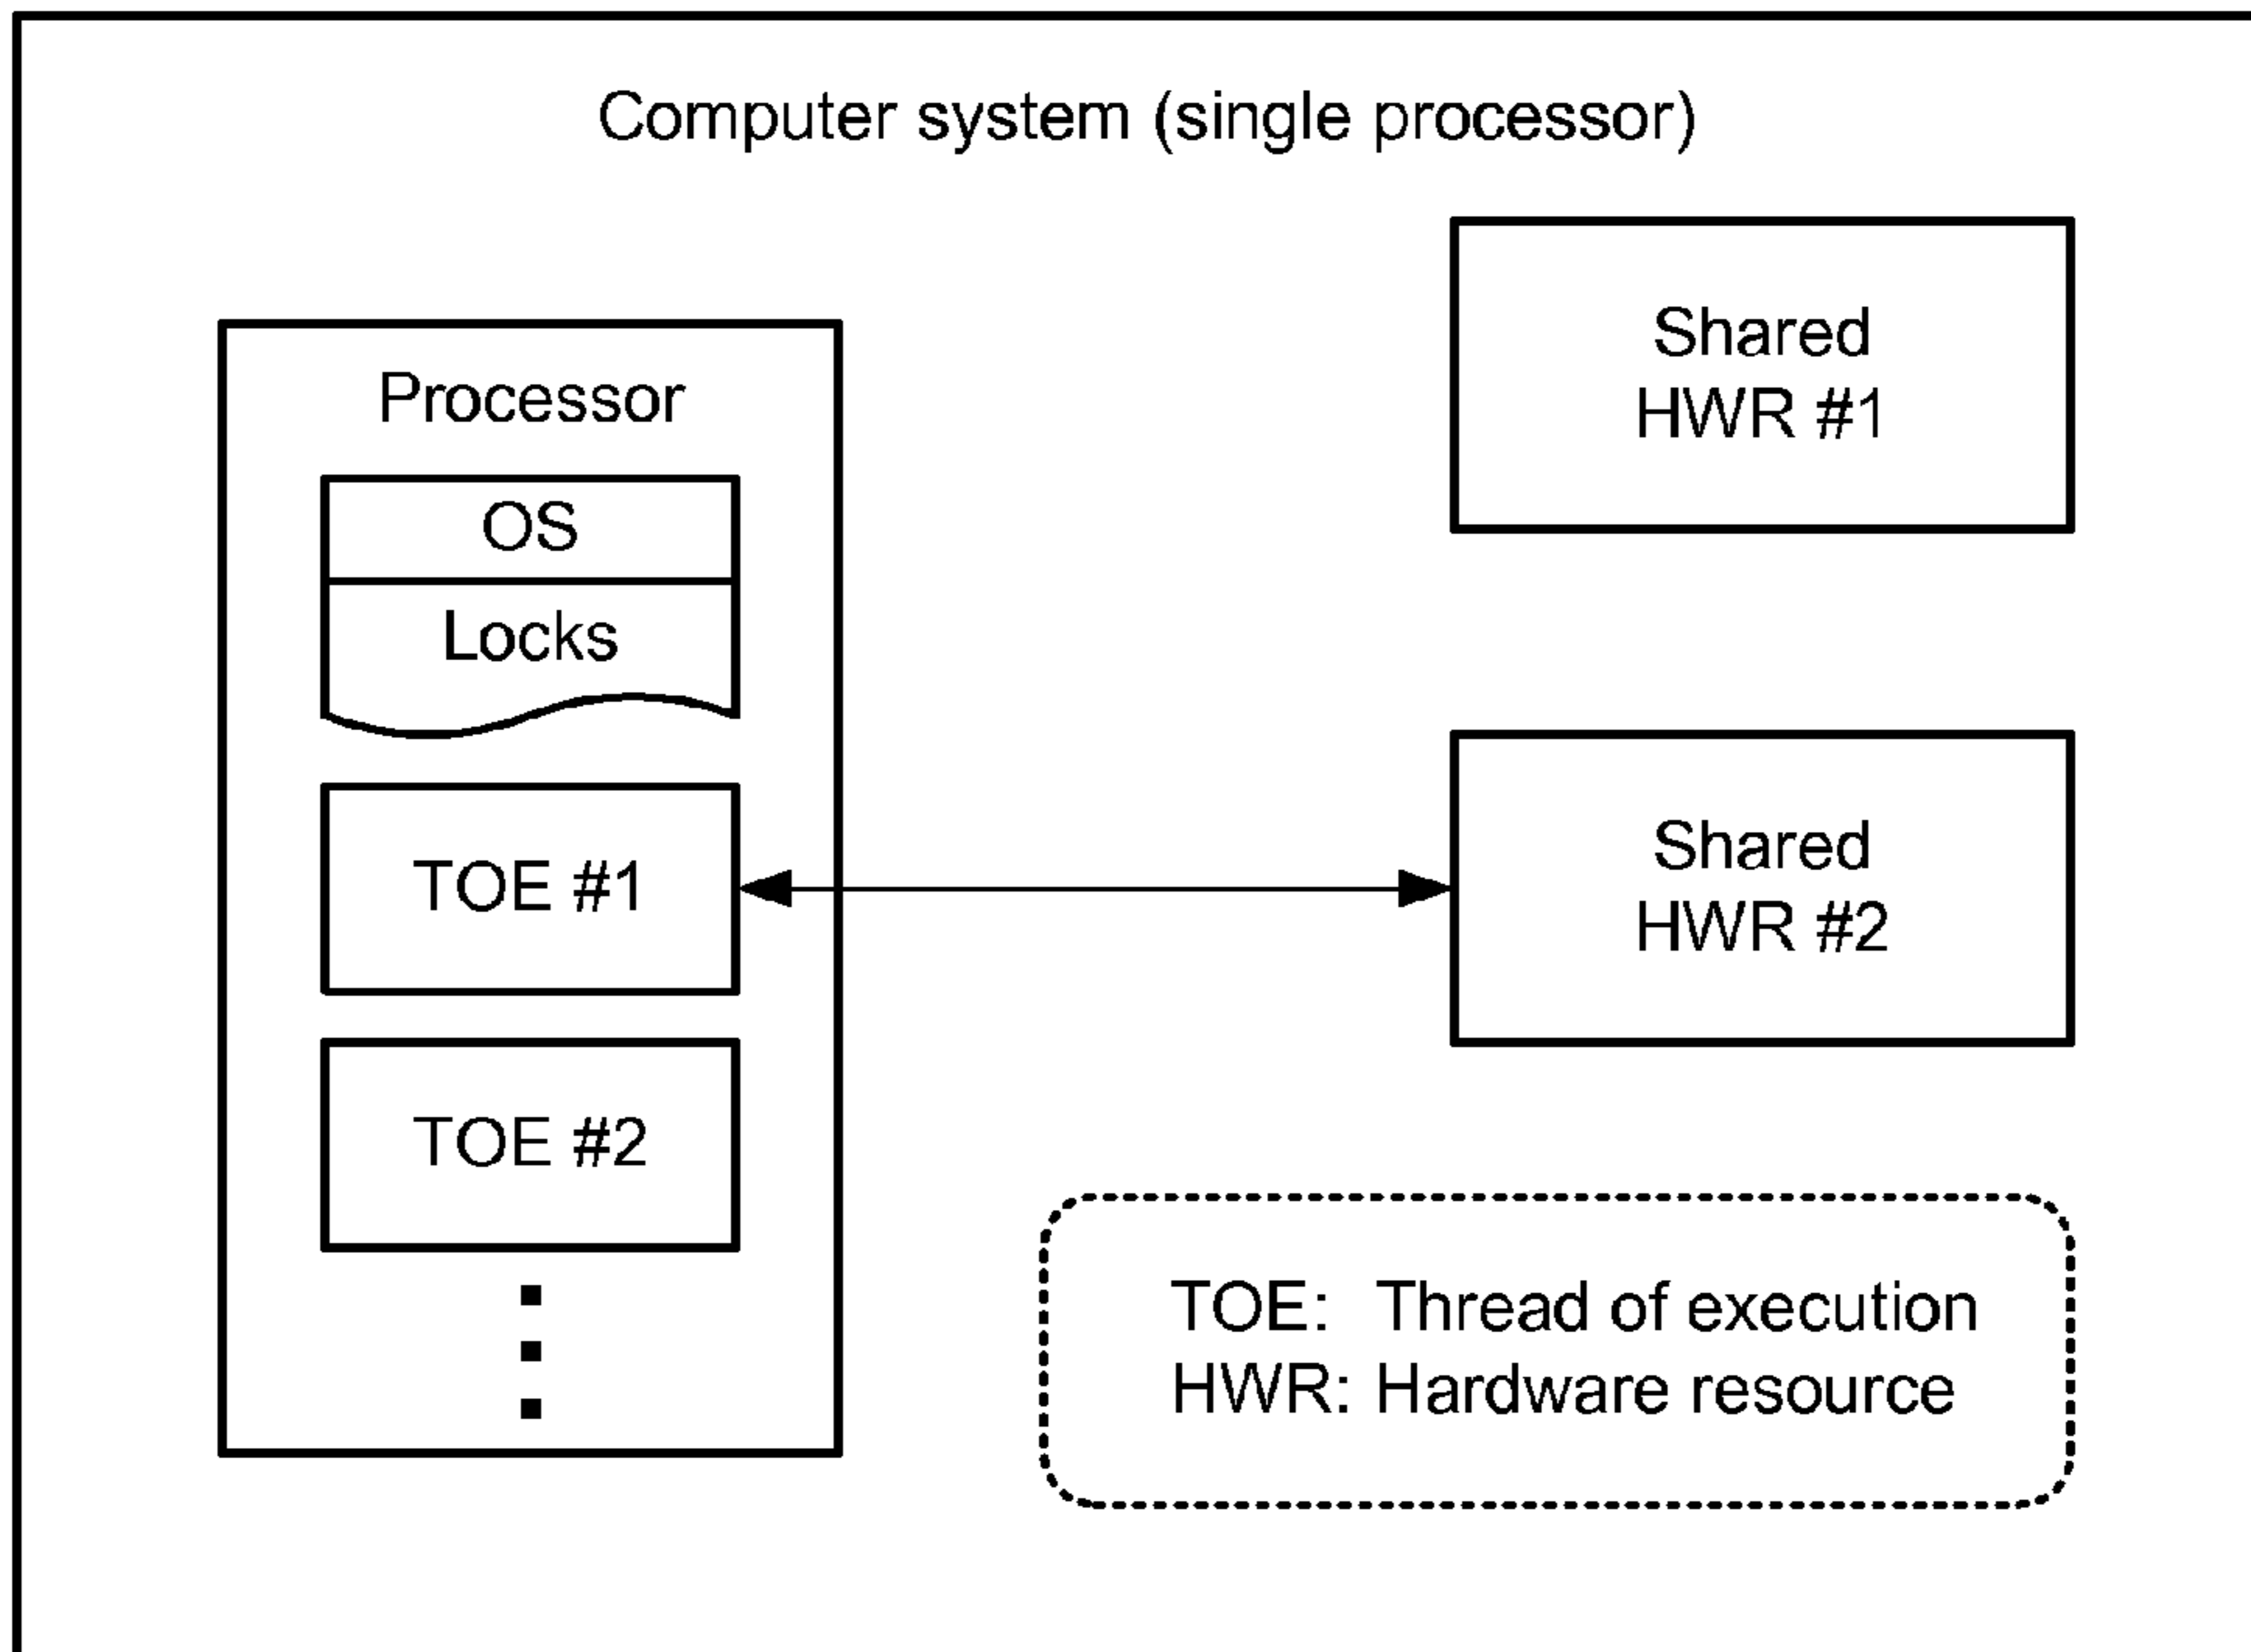 Computer system (single processor)
Processor
OS
Locks
TOE #1
TOE #2
Shared
HWR #1
Shared
HWR #2
TOE: Thread of execution
HWR: Hardware resource